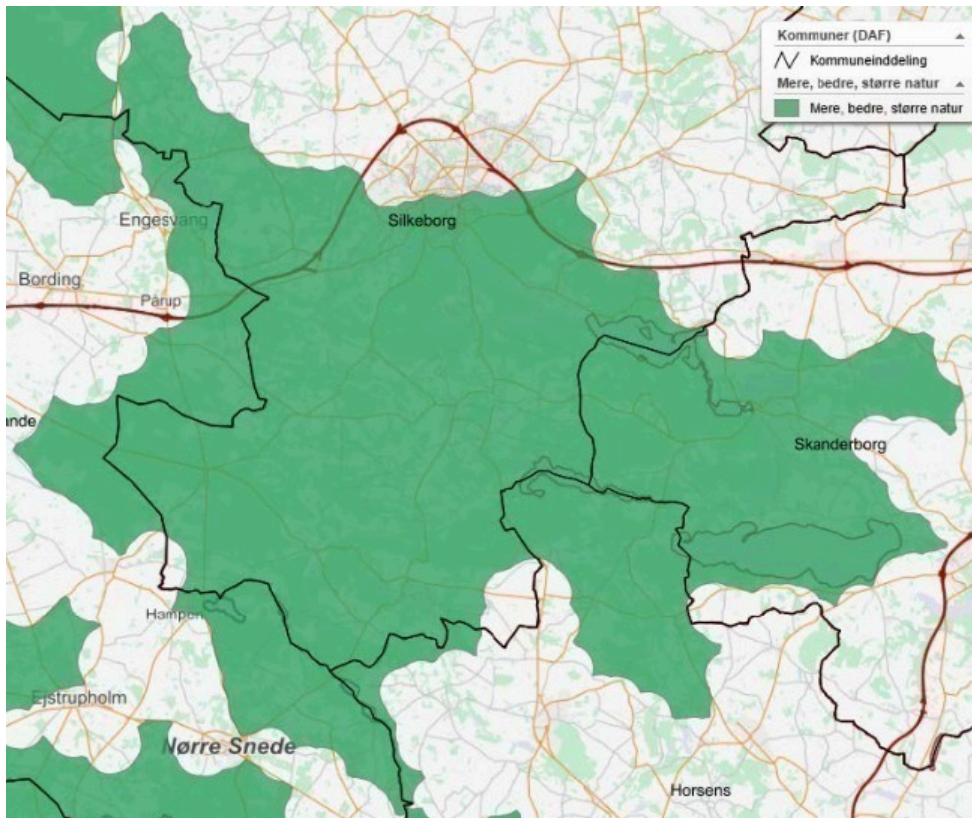 Kommuner (DAF)
Kommuneinddeling
Mere, bedre, større natur
Mere, bedre, større natur
Silkeborg
Engesvang
Bording
Pårup
ande
Skanderborg
Hampen
Ejstrupholm
Nørre Snede
Horsens